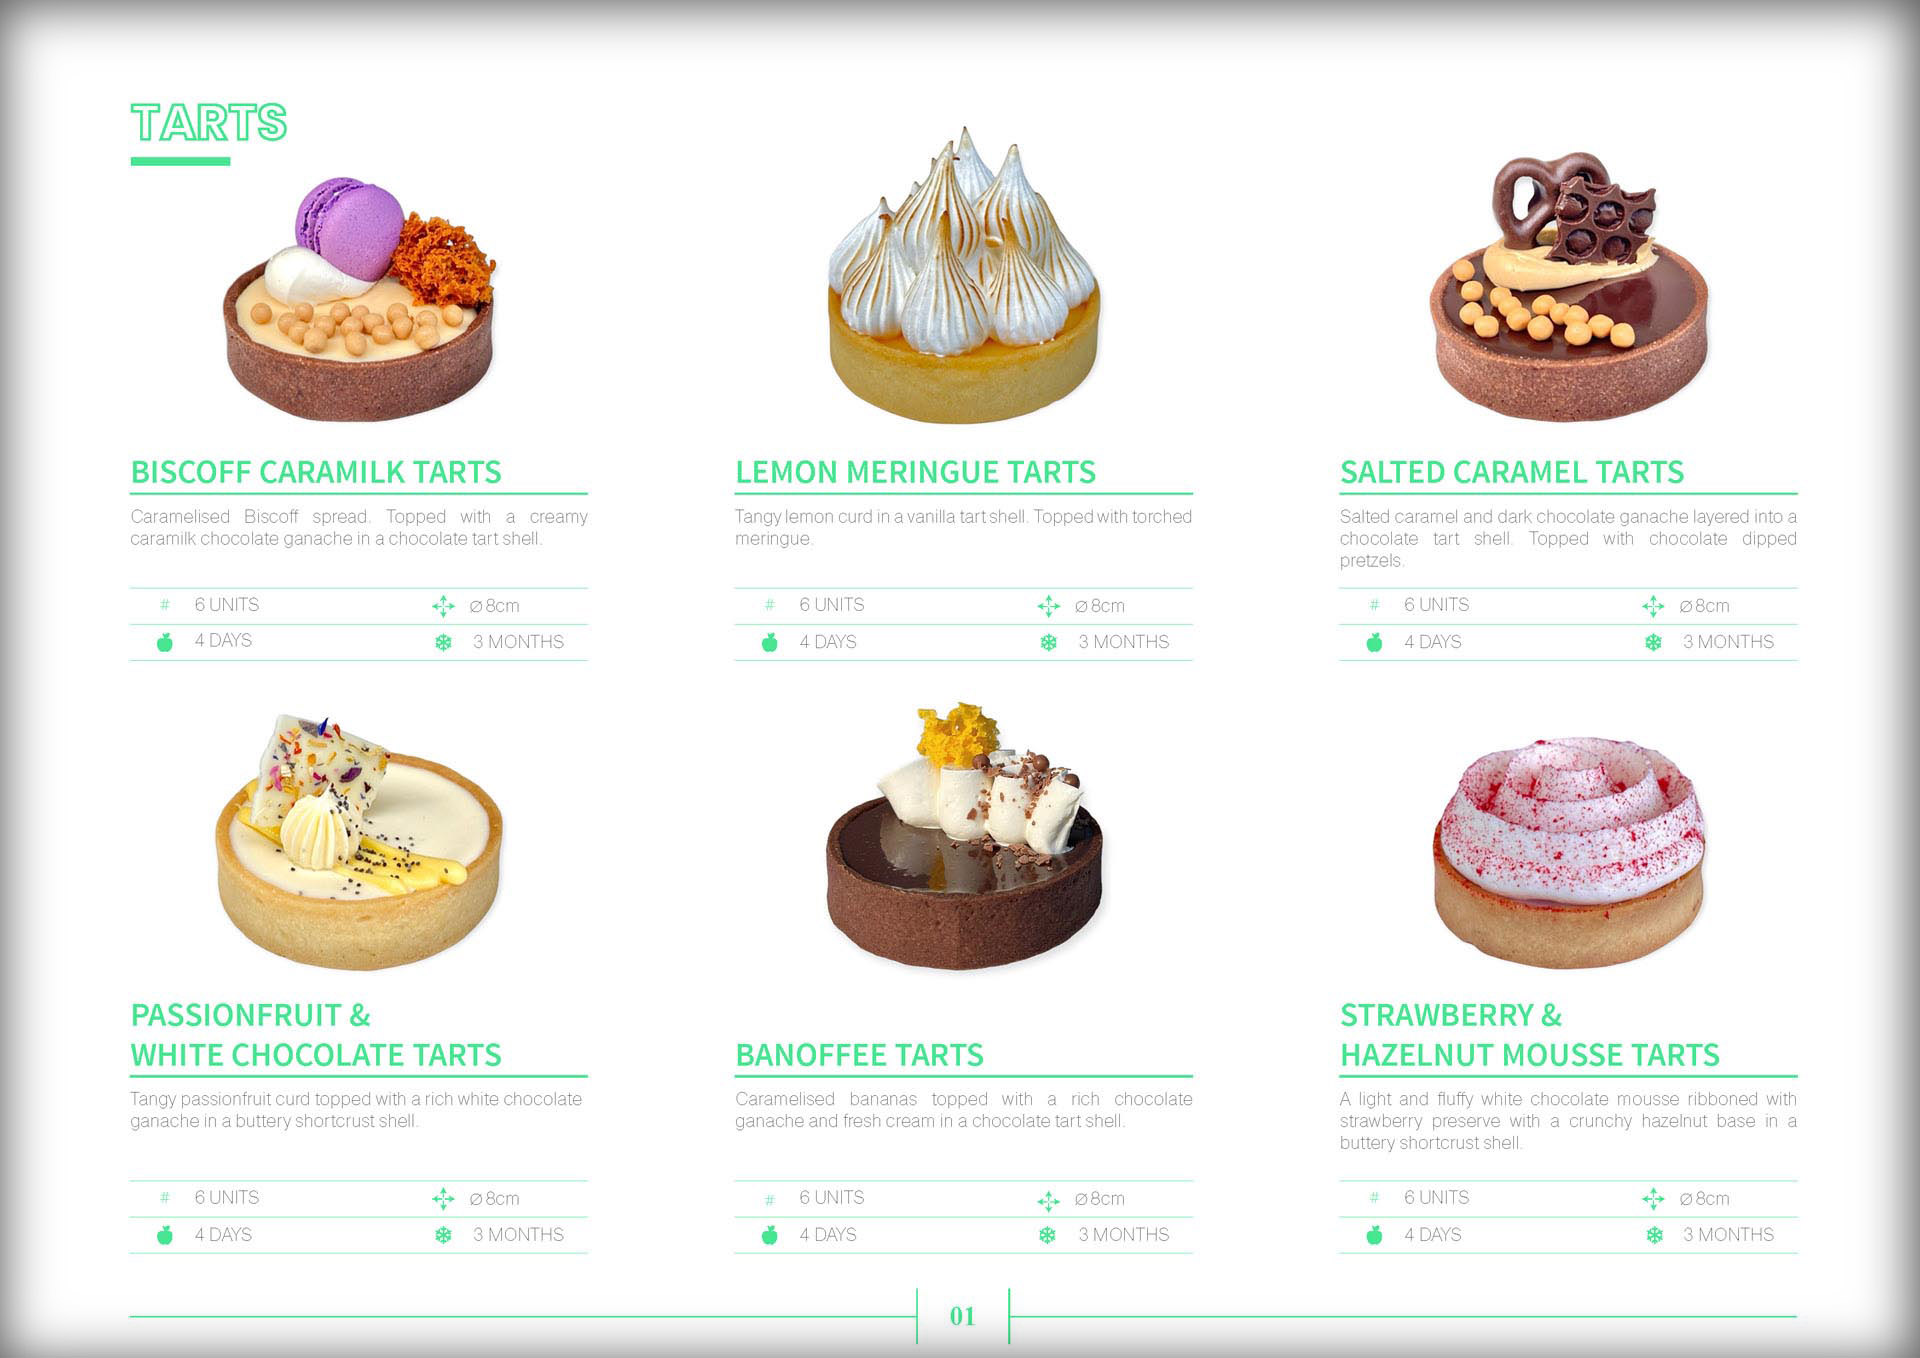 TARTS
BISCOFF CARAMILK TARTS
Caramelised Biscoff spread. Topped with a creamy
caramilk chocolate ganache in a chocolate tart shell.
# 6 UNITS Ø 8cm
4 DAYS 3 MONTHS
LEMON MERINGUE TARTS
Tangy lemon curd in a vanilla tart shell. Topped with torched
meringue.
# 6 UNITS Ø 8cm
4 DAYS 3 MONTHS
SALTED CARAMEL TARTS
Salted caramel and dark chocolate ganache layered into a
chocolate tart shell. Topped with chocolate dipped
pretzels.
# 6 UNITS Ø 8cm
4 DAYS 3 MONTHS
PASSIONFRUIT &
WHITE CHOCOLATE TARTS
Tangy passionfruit curd topped with a rich white chocolate
ganache in a buttery shortcrust shell.
# 6 UNITS Ø 8cm
4 DAYS 3 MONTHS
BANOFFEE TARTS
Caramelised bananas topped with a rich chocolate
ganache and fresh cream in a chocolate tart shell.
# 6 UNITS Ø 8cm
4 DAYS 3 MONTHS
STRAWBERRY &
HAZELNUT MOUSSE TARTS
A light and fluffy white chocolate mousse ribboned with
strawberry preserve with a crunchy hazelnut base in a
buttery shortcrust shell.
# 6 UNITS Ø 8cm
4 DAYS 3 MONTHS
01